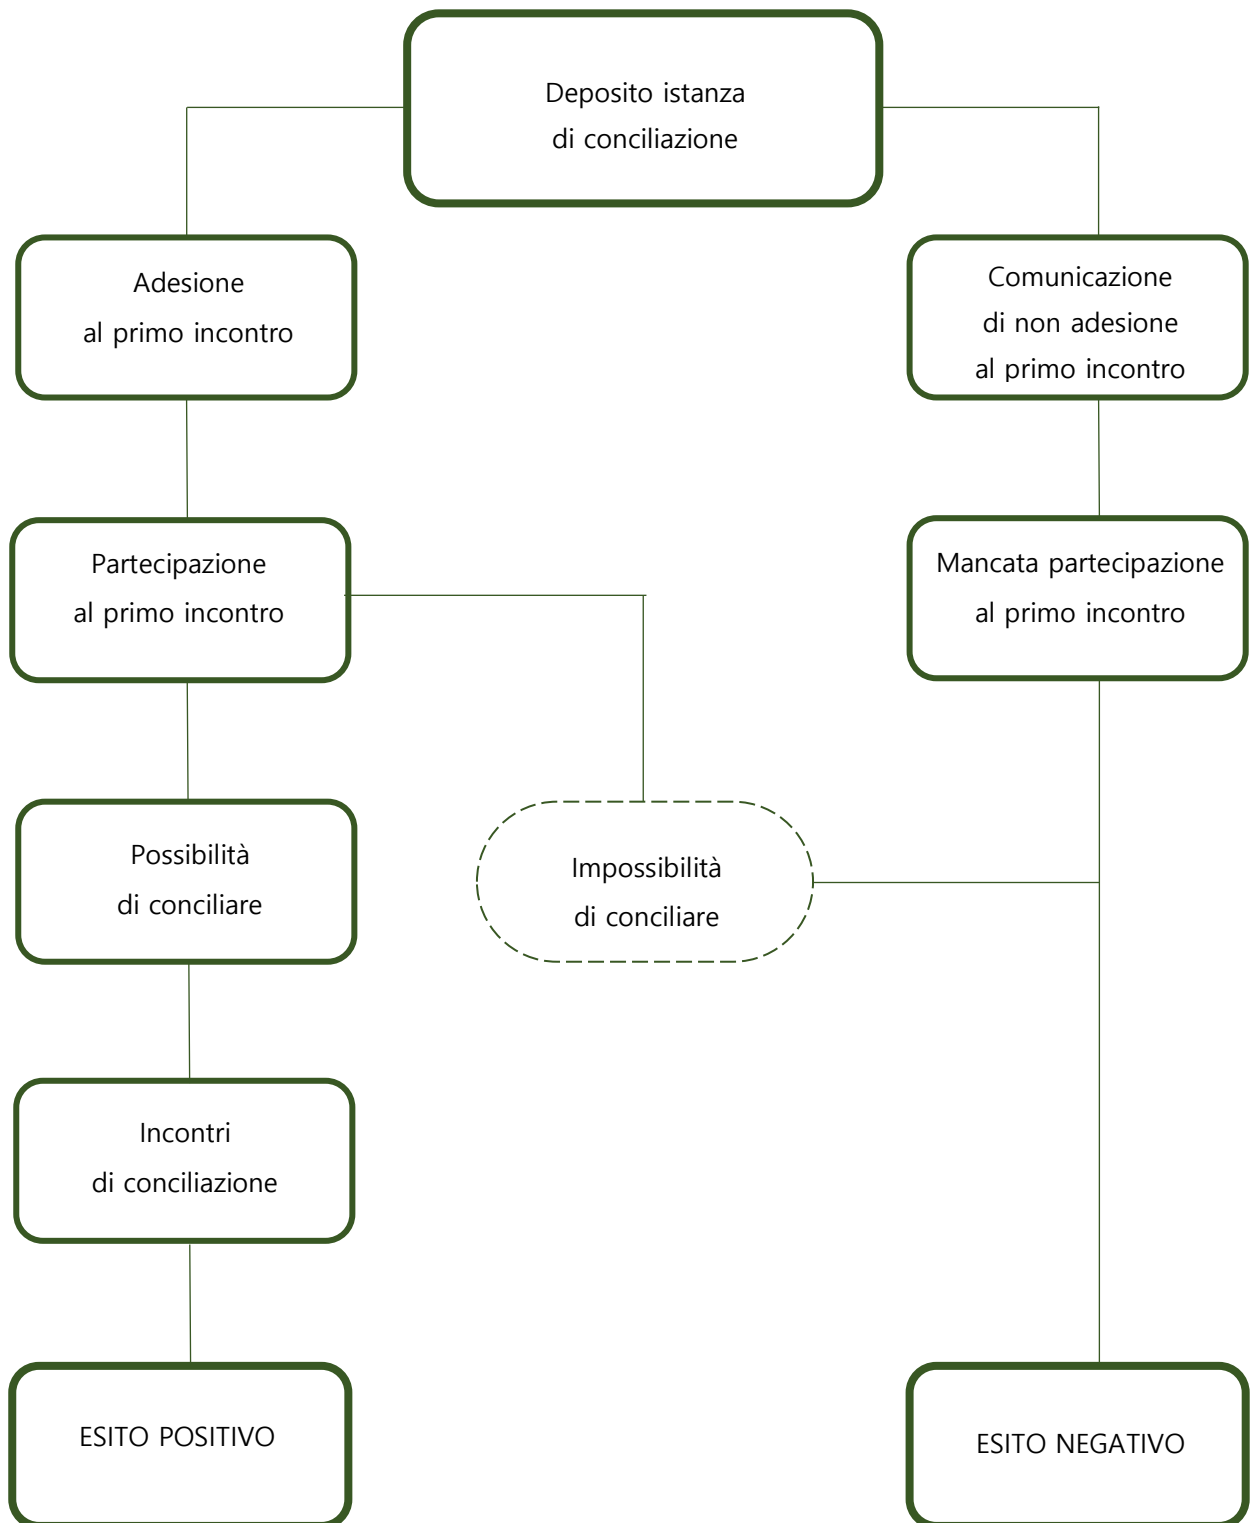 Deposito istanza
di conciliazione
Adesione
al primo incontro
Comunicazione
di non adesione
al primo incontro
Partecipazione
al primo incontro
Mancata partecipazione
al primo incontro
Possibilità
di conciliare
Impossibilità
di conciliare
Incontri
di conciliazione
ESITO POSITIVO
ESITO NEGATIVO